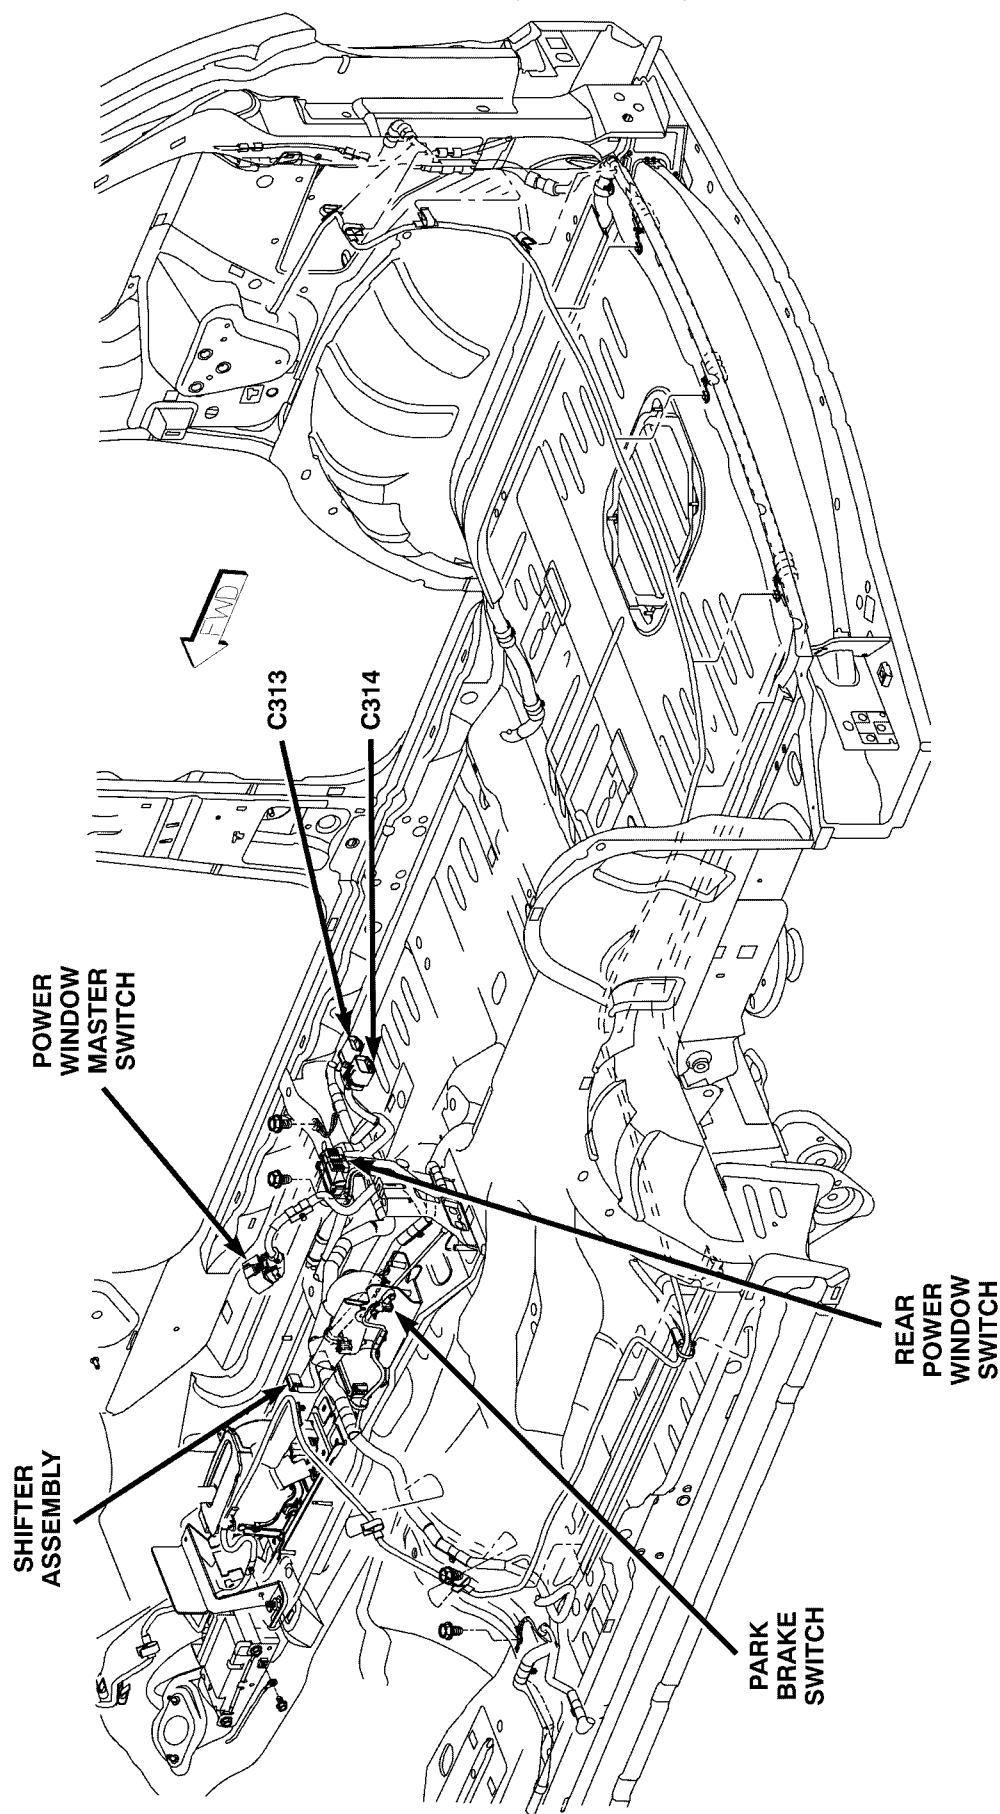 SHIFTER
ASSEMBLY
POWER
WINDOW
MASTER
SWITCH
C313
C314
FWD
PARK
BRAKE
SWITCH
REAR
POWER
WINDOW
SWITCH